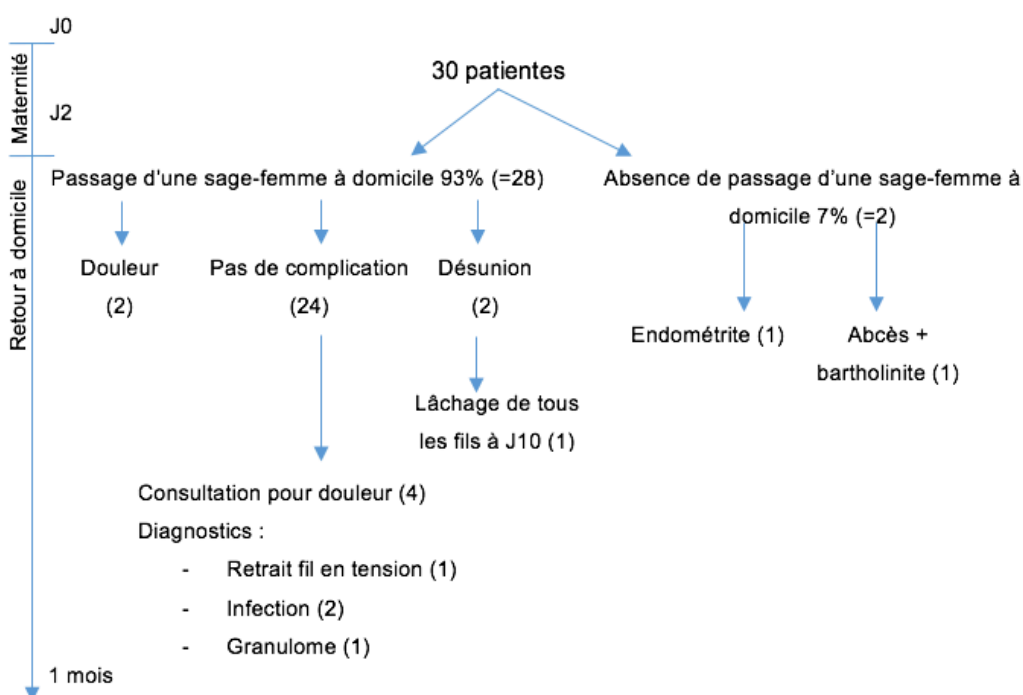 J0
Maternité
30 patientes
J2
Retour à domicile
Passage d'une sage-femme à domicile 93% (=28)
Absence de passage d'une sage-femme à
domicile 7% (=2)
Douleur
(2)
Pas de complication
(24)
Désunion
(2)
Endométrite (1)
Abcès +
bartholinite (1)
Lâchage de tous
les fils à J10 (1)
Consultation pour douleur (4)
Diagnostics :
- Retrait fil en tension (1)
- Infection (2)
- Granulome (1)
1 mois